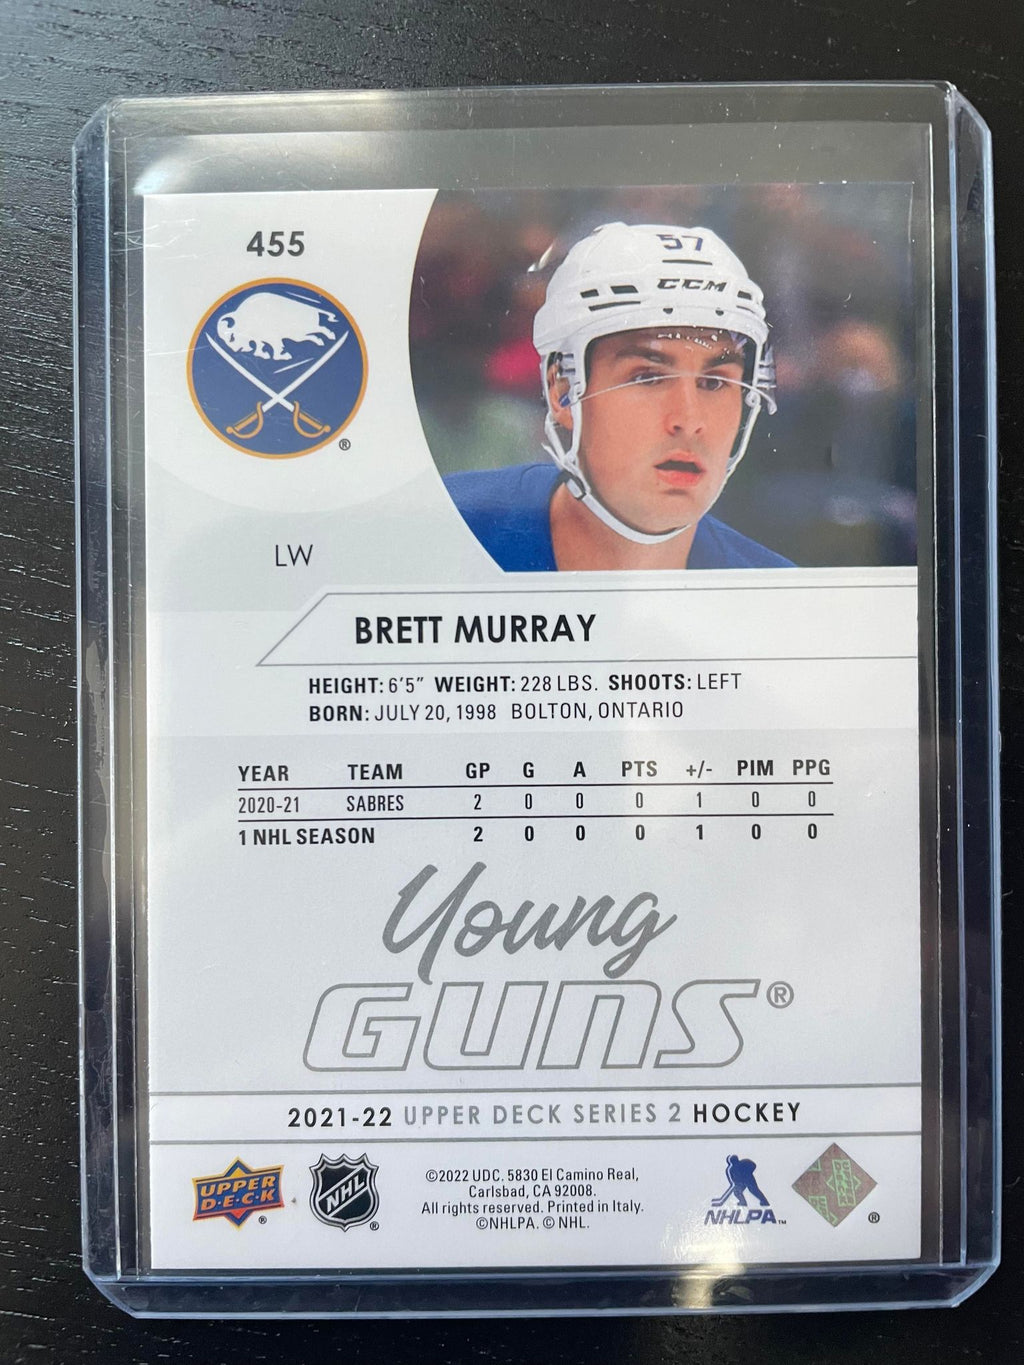 455
57
CCM
®
LW
BRETT MURRAY
HEIGHT: 6'5" WEIGHT: 228 LBS. SHOOTS: LEFT
BORN: JULY 20, 1998 BOLTON, ONTARIO
YEAR TEAM GP G A PTS +/- PIM PPG
2020-21 SABRES 2 0 0 0 1 0 0
1 NHL SEASON 2 0 0 0 1 0 0
Young
GUNS®
2021-22 UPPER DECK SERIES 2 HOCKEY
UPPER
D·E·C·K ®
NHL ®
©2022 UDC. 5830 El Camino Real,
Carlsbad, CA 92008.
All rights reserved. Printed in Italy.
©NHLPA. © NHL.
NHLPA™
®